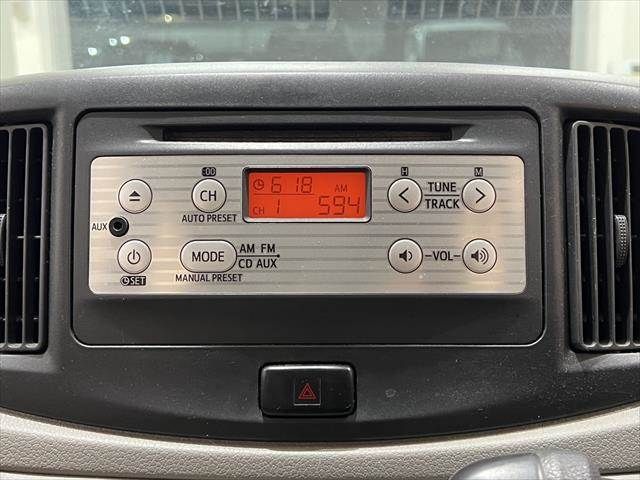 :00
H
M
CH
AUTO PRESET
6 18 AM
CH 1 594
TUNE
TRACK
AUX
MODE
AM FM
CD AUX
MANUAL PRESET
-VOL-
SET